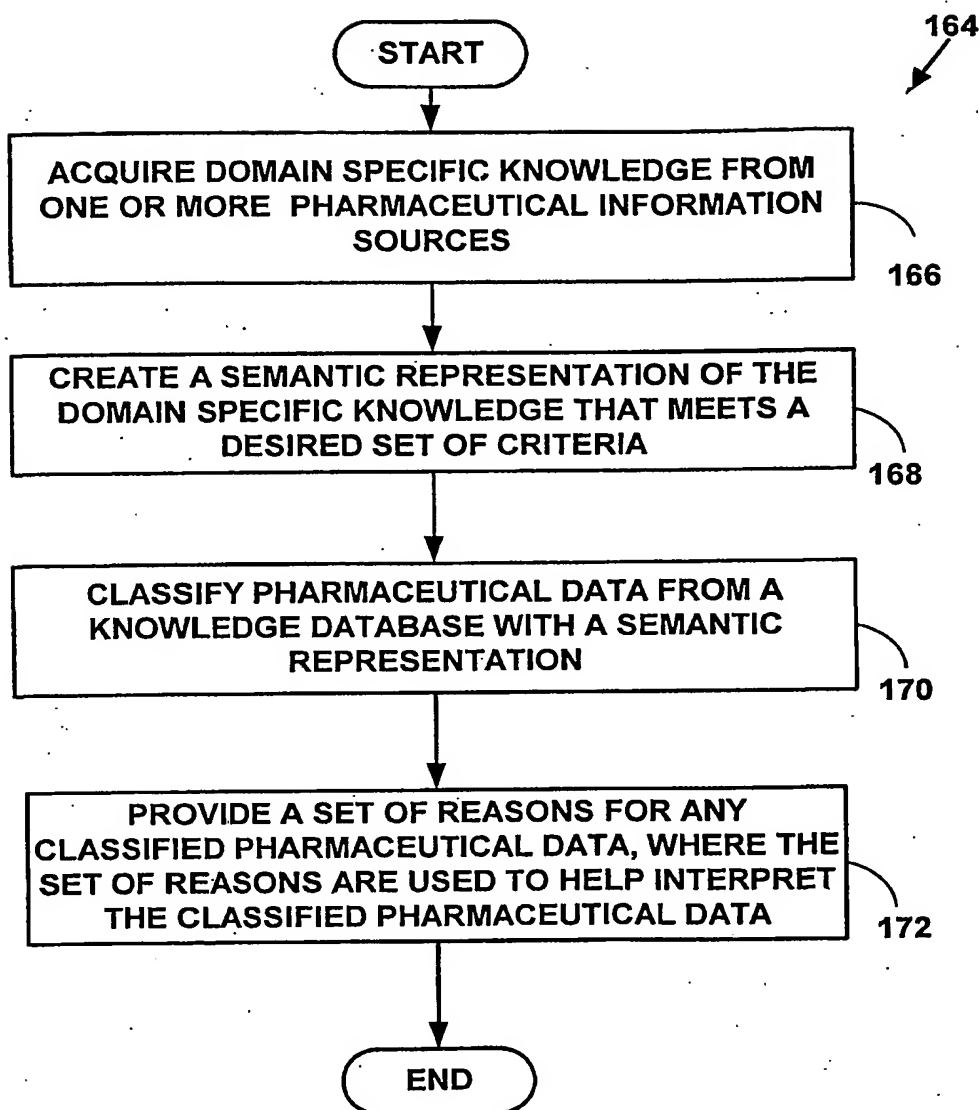 164
START
ACQUIRE DOMAIN SPECIFIC KNOWLEDGE FROM
ONE OR MORE PHARMACEUTICAL INFORMATION
SOURCES
166
CREATE A SEMANTIC REPRESENTATION OF THE
DOMAIN SPECIFIC KNOWLEDGE THAT MEETS A
DESIRED SET OF CRITERIA
168
CLASSIFY PHARMACEUTICAL DATA FROM A
KNOWLEDGE DATABASE WITH A SEMANTIC
REPRESENTATION
170
PROVIDE A SET OF REASONS FOR ANY
CLASSIFIED PHARMACEUTICAL DATA, WHERE THE
SET OF REASONS ARE USED TO HELP INTERPRET
THE CLASSIFIED PHARMACEUTICAL DATA
172
END